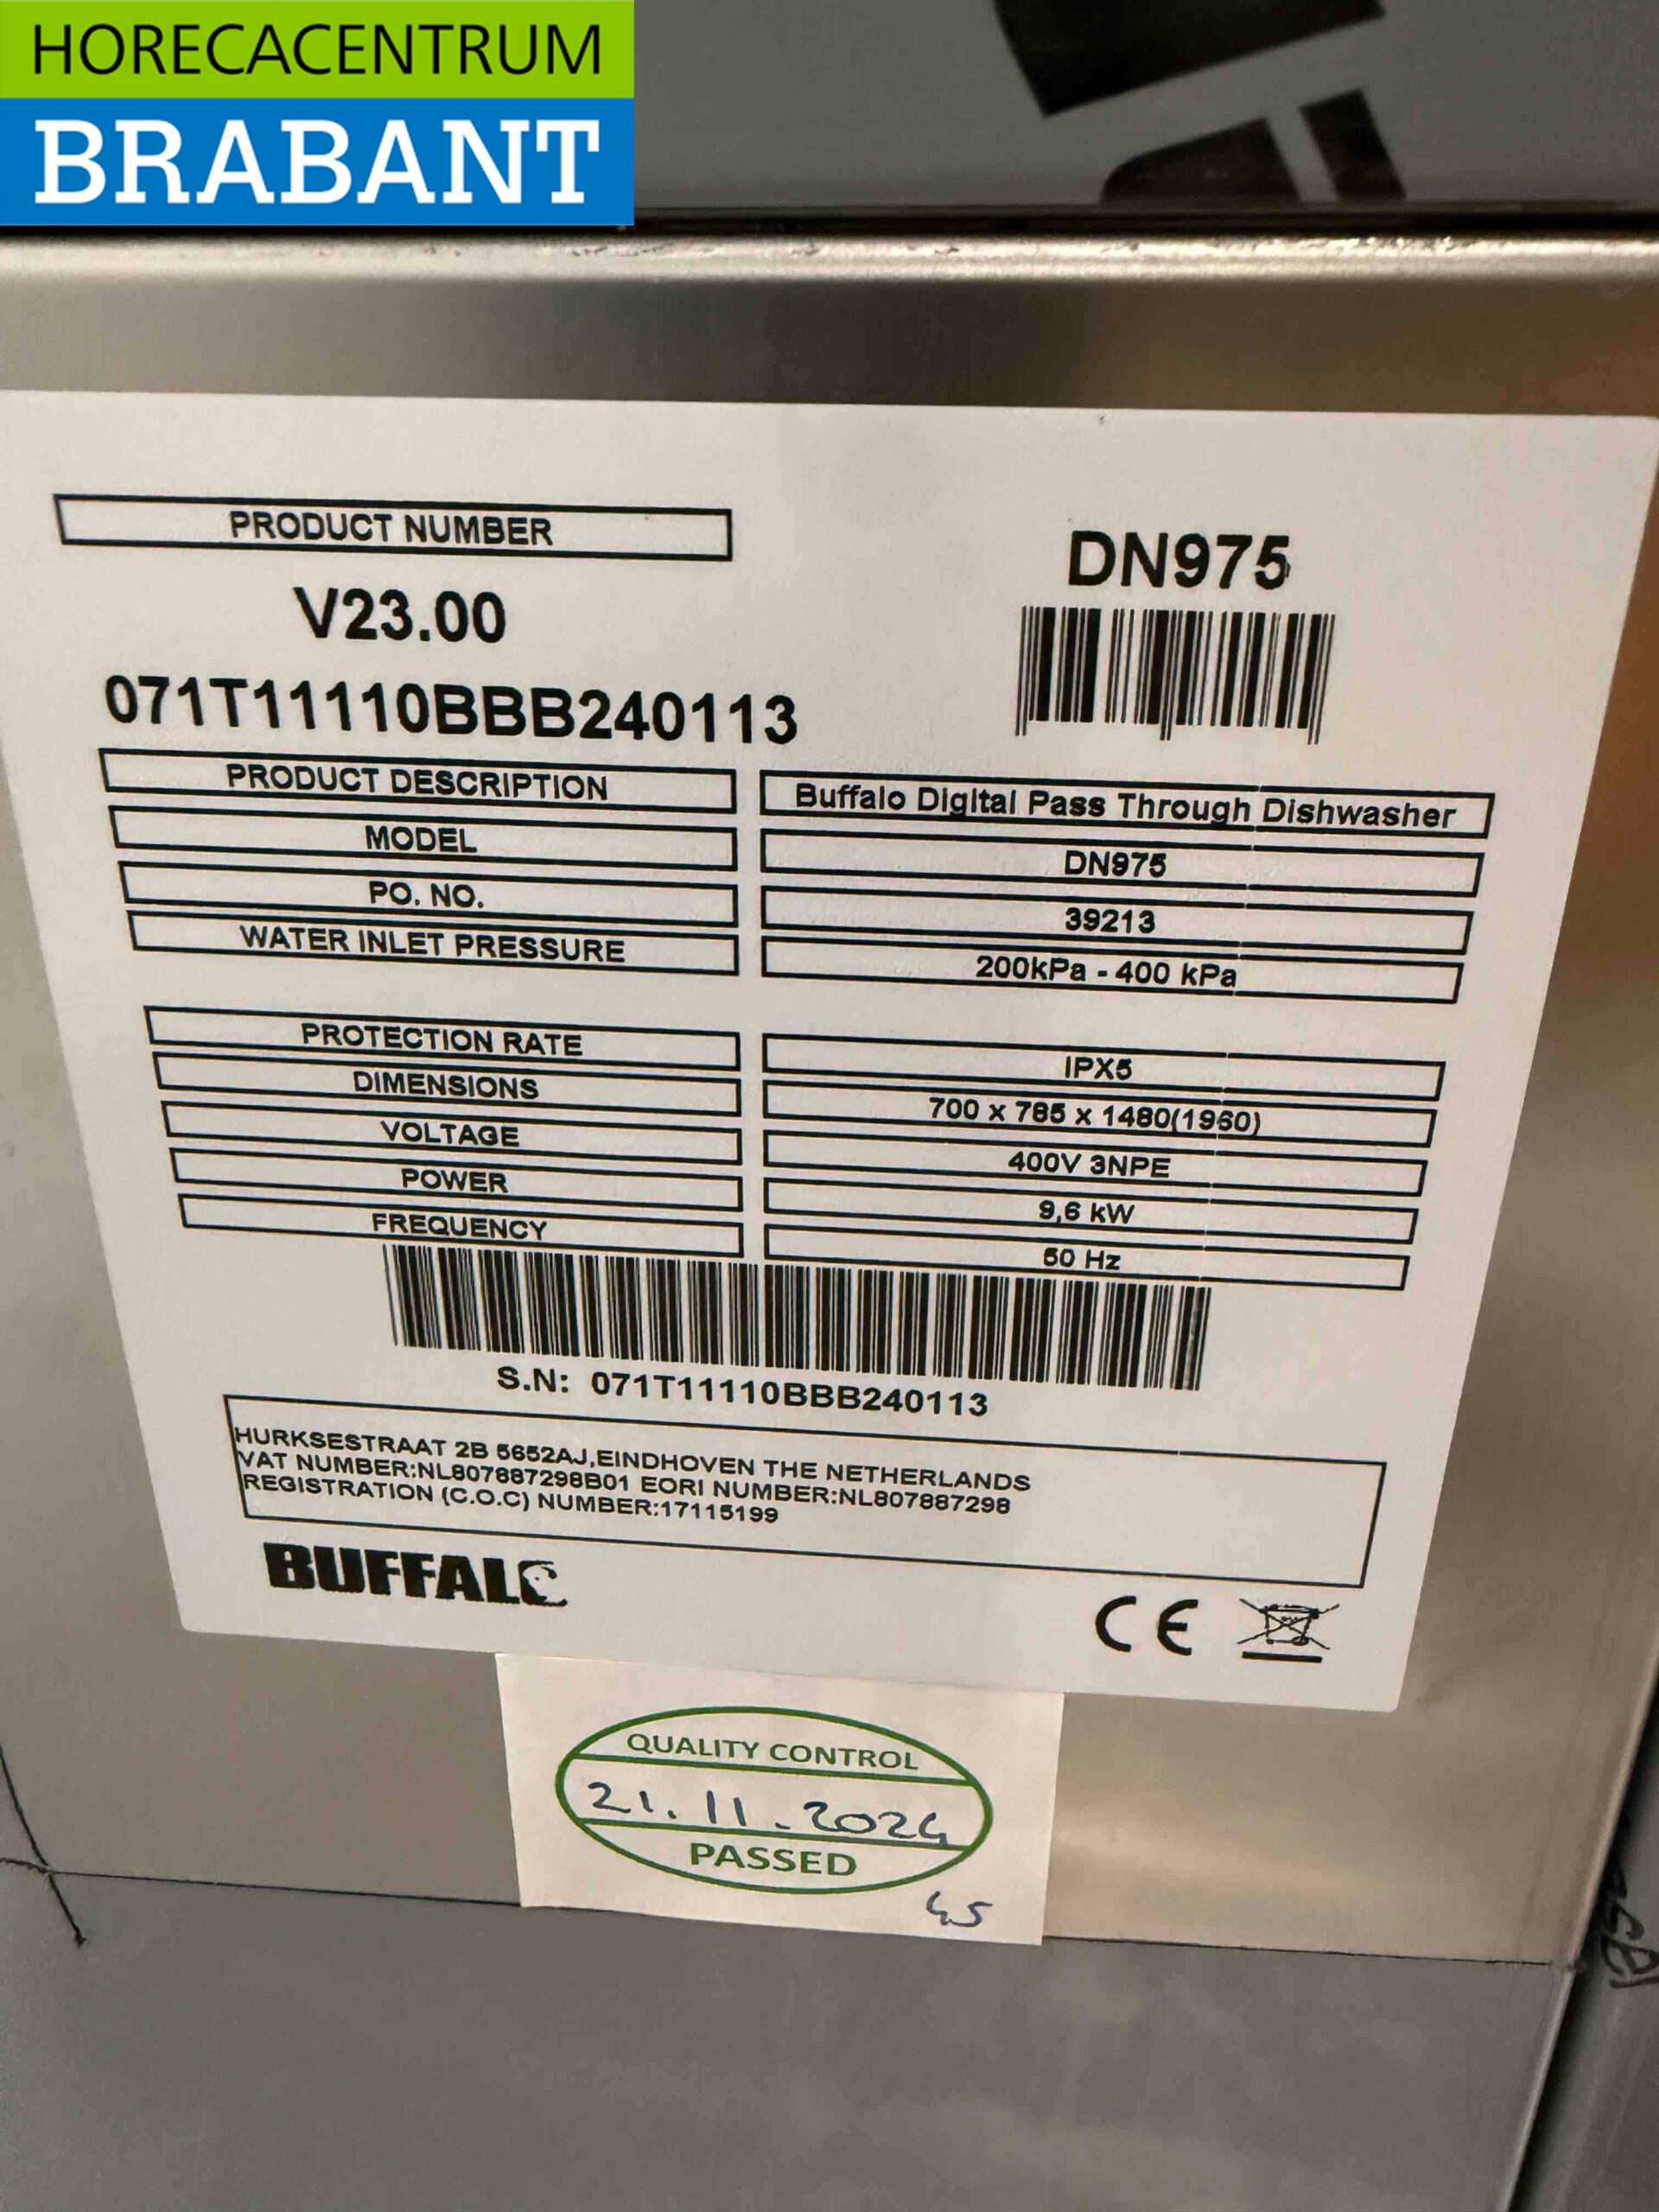 HORECACENTRUM
BRABANT
PRODUCT NUMBER
DN975
V23.00
071T11110BBB240113
PRODUCT DESCRIPTION Buffalo Digital Pass Through Dishwasher
MODEL DN975
PO. NO. 39213
WATER INLET PRESSURE 200kPa - 400 kPa
PROTECTION RATE IPX5
DIMENSIONS 700 x 785 x 1480(1960)
VOLTAGE 400V 3NPE
POWER 9,6 kW
FREQUENCY 50 Hz
S.N: 071T11110BBB240113
HURKSESTRAAT 2B 5652AJ,EINDHOVEN THE NETHERLANDS
VAT NUMBER:NL807887298B01 EORI NUMBER:NL807887298
REGISTRATION (C.O.C) NUMBER:17115199
BUFFALO
CE
QUALITY CONTROL
21.11.2024
PASSED
45